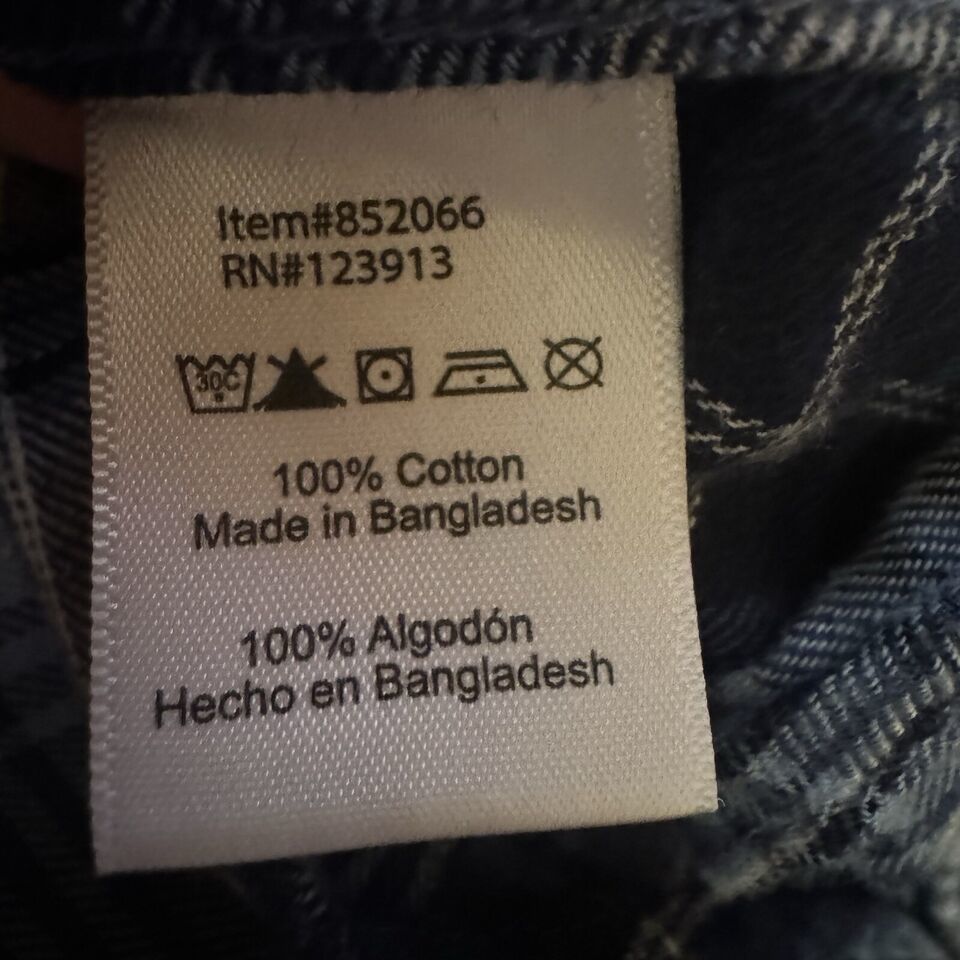 Item#852066
RN#123913
30C
100% Cotton
Made in Bangladesh
100% Algodón
Hecho en Bangladesh